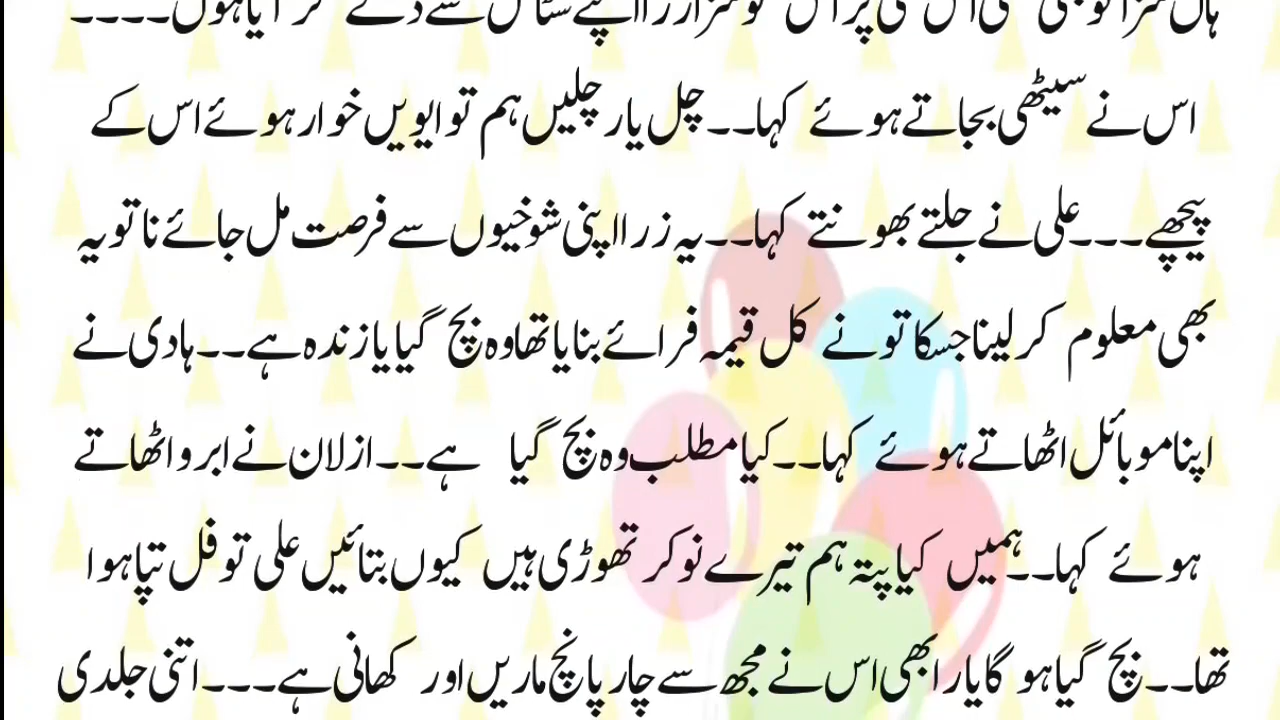 اس نے سیٹھی بجاتے ہوئے کہا۔۔چل یار چلیں ہم تو ایویں خوار ہوئے اس کے
پیچھے۔۔۔علی نے جلتے بھونتے کہا۔۔یہ زرا اپنی شوخیوں سے فرصت مل جائے نا تو یہ
بھی معلوم کر لینا جسکا تو نے کل قیمہ فرائے بنایا تھا وہ بچ گیا یا زندہ ہے۔۔ہادی نے
اپنا موبائل اٹھاتے ہوئے کہا۔۔کیا مطلب وہ بچ گیا ہے۔۔ازلان نے ابرو اٹھاتے
ہوئے کہا۔۔ہمیں کیا پتہ ہم تیرے نوکر تھوڑی ہیں کیوں بتائیں علی تو فل تپا ہوا
تھا۔۔بچ گیا ہو گا یار ابھی اس نے مجھ سے چار پانچ ماریں اور کھانی ہے۔۔۔اتنی جلدی